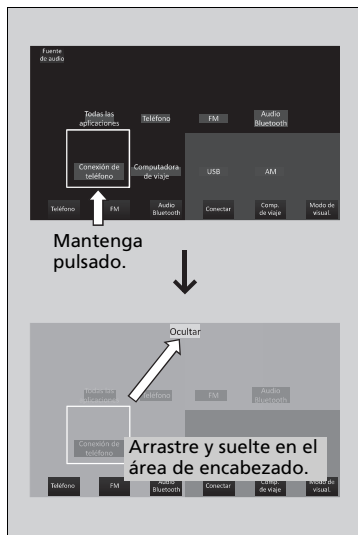 Fuente
de audio
Todas las
aplicaciones
Teléfono
FM
Audio
Bluetooth
Conexión de
teléfono
Computadora
de viaje
USB
AM
Teléfono
FM
Audio
Bluetooth
Conectar
Comp.
de viaje
Modo de
visual.
Mantenga
pulsado.
Ocultar
Todas las
aplicaciones
Teléfono
FM
Audio
Bluetooth
Conexión de
teléfono
Arrastre y suelte en el
área de encabezado.
Teléfono
FM
Audio
Bluetooth
Conectar
Comp.
de viaje
Modo de
visual.